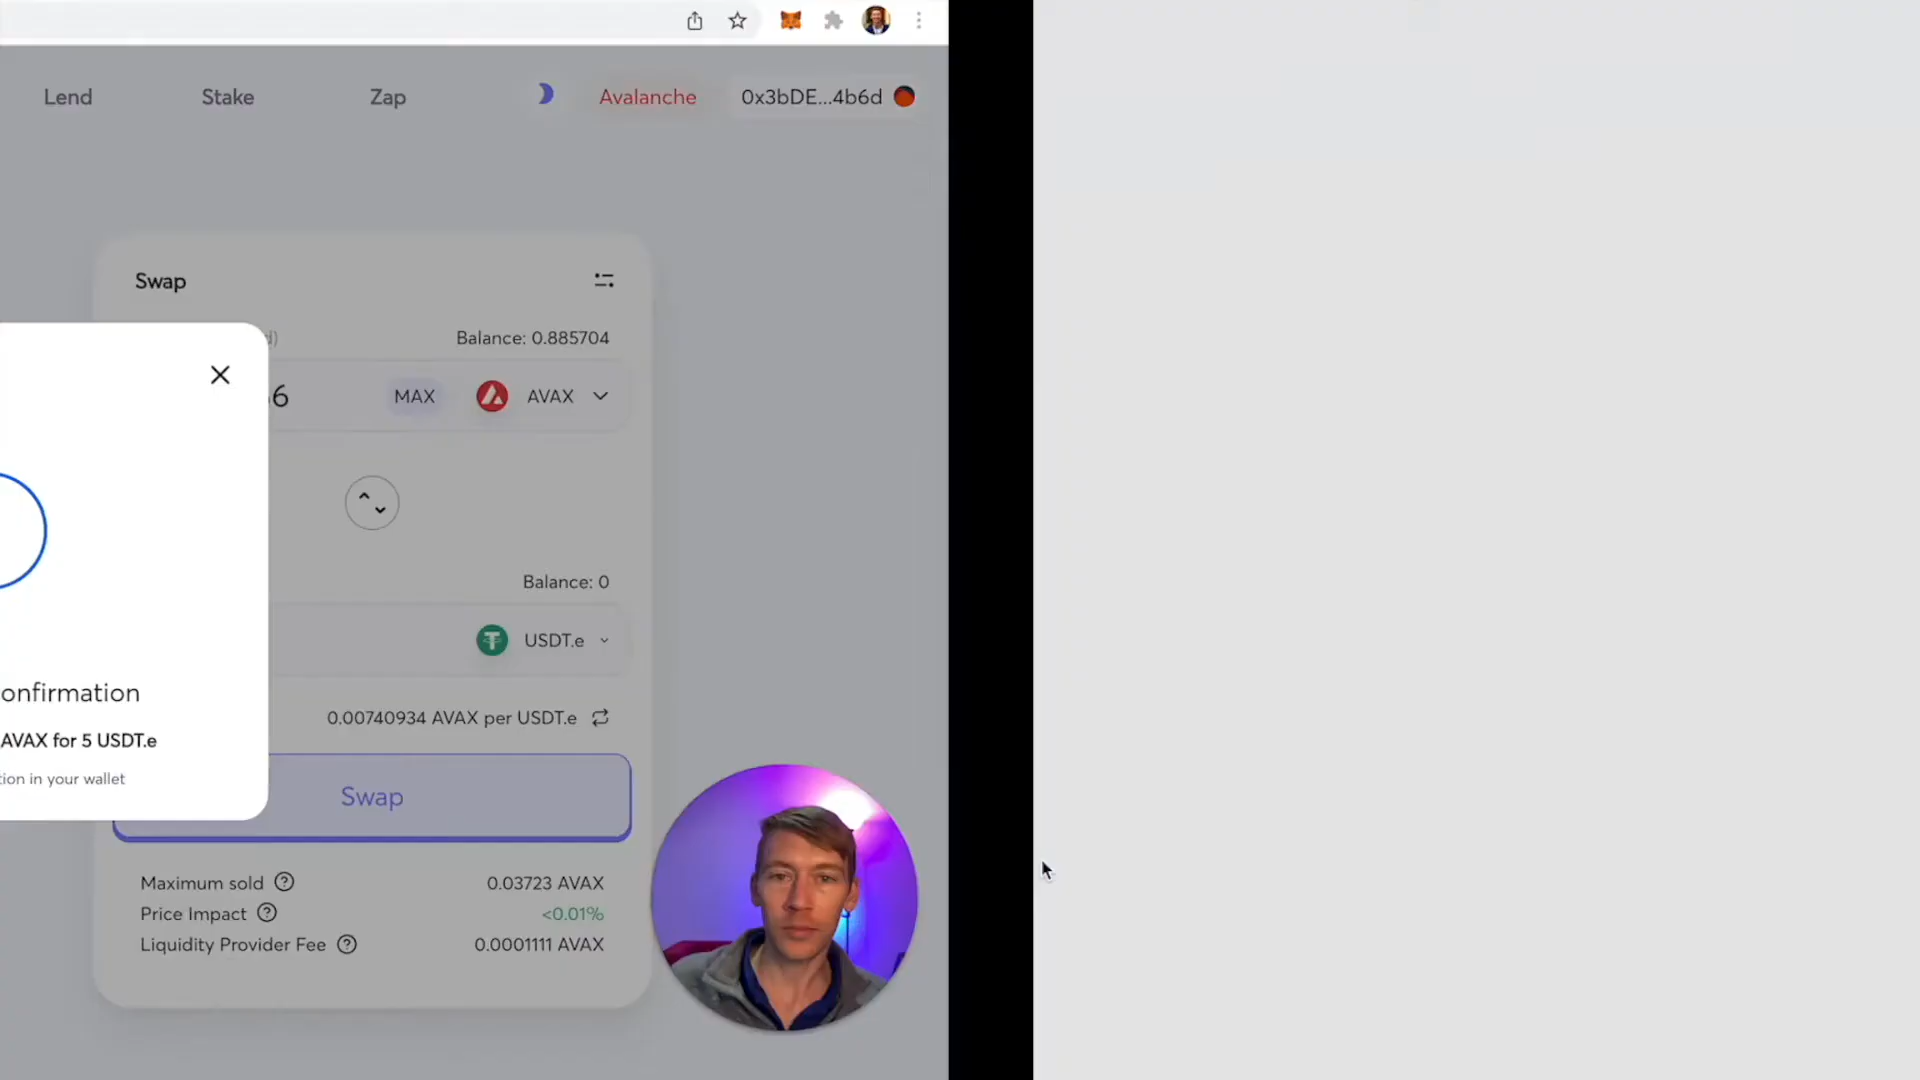 Lend Stake Zap Avalanche 0x3bDE...4b6d
Swap
Balance: 0.885704
6 MAX AVAX
Balance: 0
USDT.e
onfirmation
0.00740934 AVAX per USDT.e
AVAX for 5 USDT.e
tion in your wallet
Swap
Maximum sold 0.03723 AVAX
Price Impact <0.01%
Liquidity Provider Fee 0.0001111 AVAX